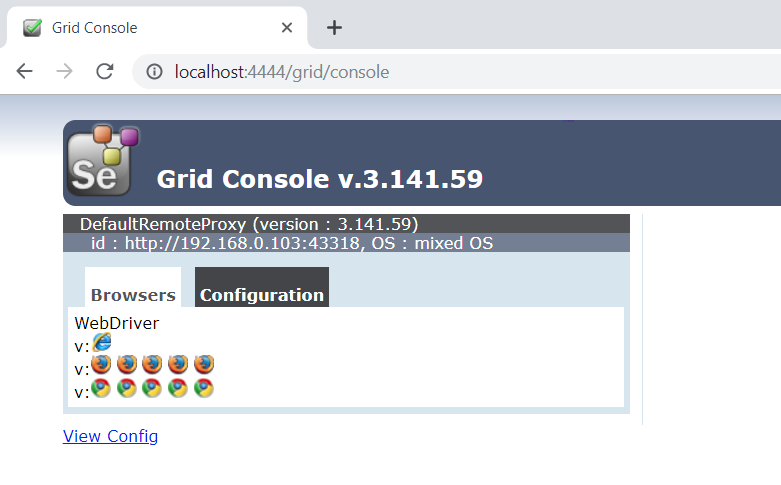 Grid Console
localhost:4444/grid/console
Se
Grid Console v.3.141.59
DefaultRemoteProxy (version : 3.141.59)
id : http://192.168.0.103:43318, OS : mixed OS
Browsers Configuration
WebDriver
v:
v:
v:
View Config